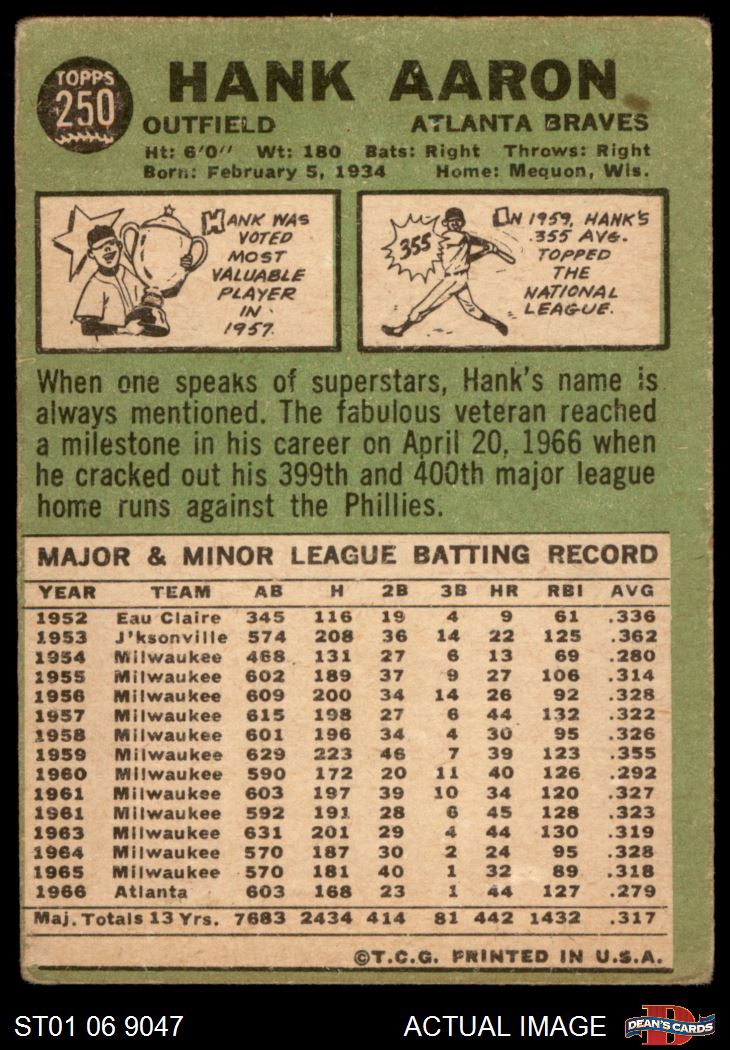 TOPPS
250
HANK AARON
OUTFIELD ATLANTA BRAVES
Ht: 6'0" Wt: 180 Bats: Right Throws: Right
Born: February 5, 1934 Home: Mequon, Wis.
HANK WAS
VOTED
MOST
VALUABLE
PLAYER
IN
1957.
355
IN 1959, HANK'S
.355 AVG.
TOPPED
THE
NATIONAL
LEAGUE.
When one speaks of superstars, Hank's name is
always mentioned. The fabulous veteran reached
a milestone in his career on April 20, 1966 when
he cracked out his 399th and 400th major league
home runs against the Phillies.
MAJOR & MINOR LEAGUE BATTING RECORD
YEAR TEAM AB H 2B 3B HR RBI AVG
1952 Eau Claire 345 116 19 4 9 61 .336
1953 J'ksonville 574 208 36 14 22 125 .362
1954 Milwaukee 468 131 27 6 13 69 .280
1955 Milwaukee 602 189 37 9 27 106 .314
1956 Milwaukee 609 200 34 14 26 92 .328
1957 Milwaukee 615 198 27 6 44 132 .322
1958 Milwaukee 601 196 34 4 30 95 .326
1959 Milwaukee 629 223 46 7 39 123 .355
1960 Milwaukee 590 172 20 11 40 126 .292
1961 Milwaukee 603 197 39 10 34 120 .327
1961 Milwaukee 592 191 28 6 45 128 .323
1963 Milwaukee 631 201 29 4 44 130 .319
1964 Milwaukee 570 187 30 2 24 95 .328
1965 Milwaukee 570 181 40 1 32 89 .318
1966 Atlanta 603 168 23 1 44 127 .279
Maj. Totals 13 Yrs. 7683 2434 414 81 442 1432 .317
©T.C.G. PRINTED IN U.S.A.
ST01 06 9047 ACTUAL IMAGE
D
DEAN'S CARDS